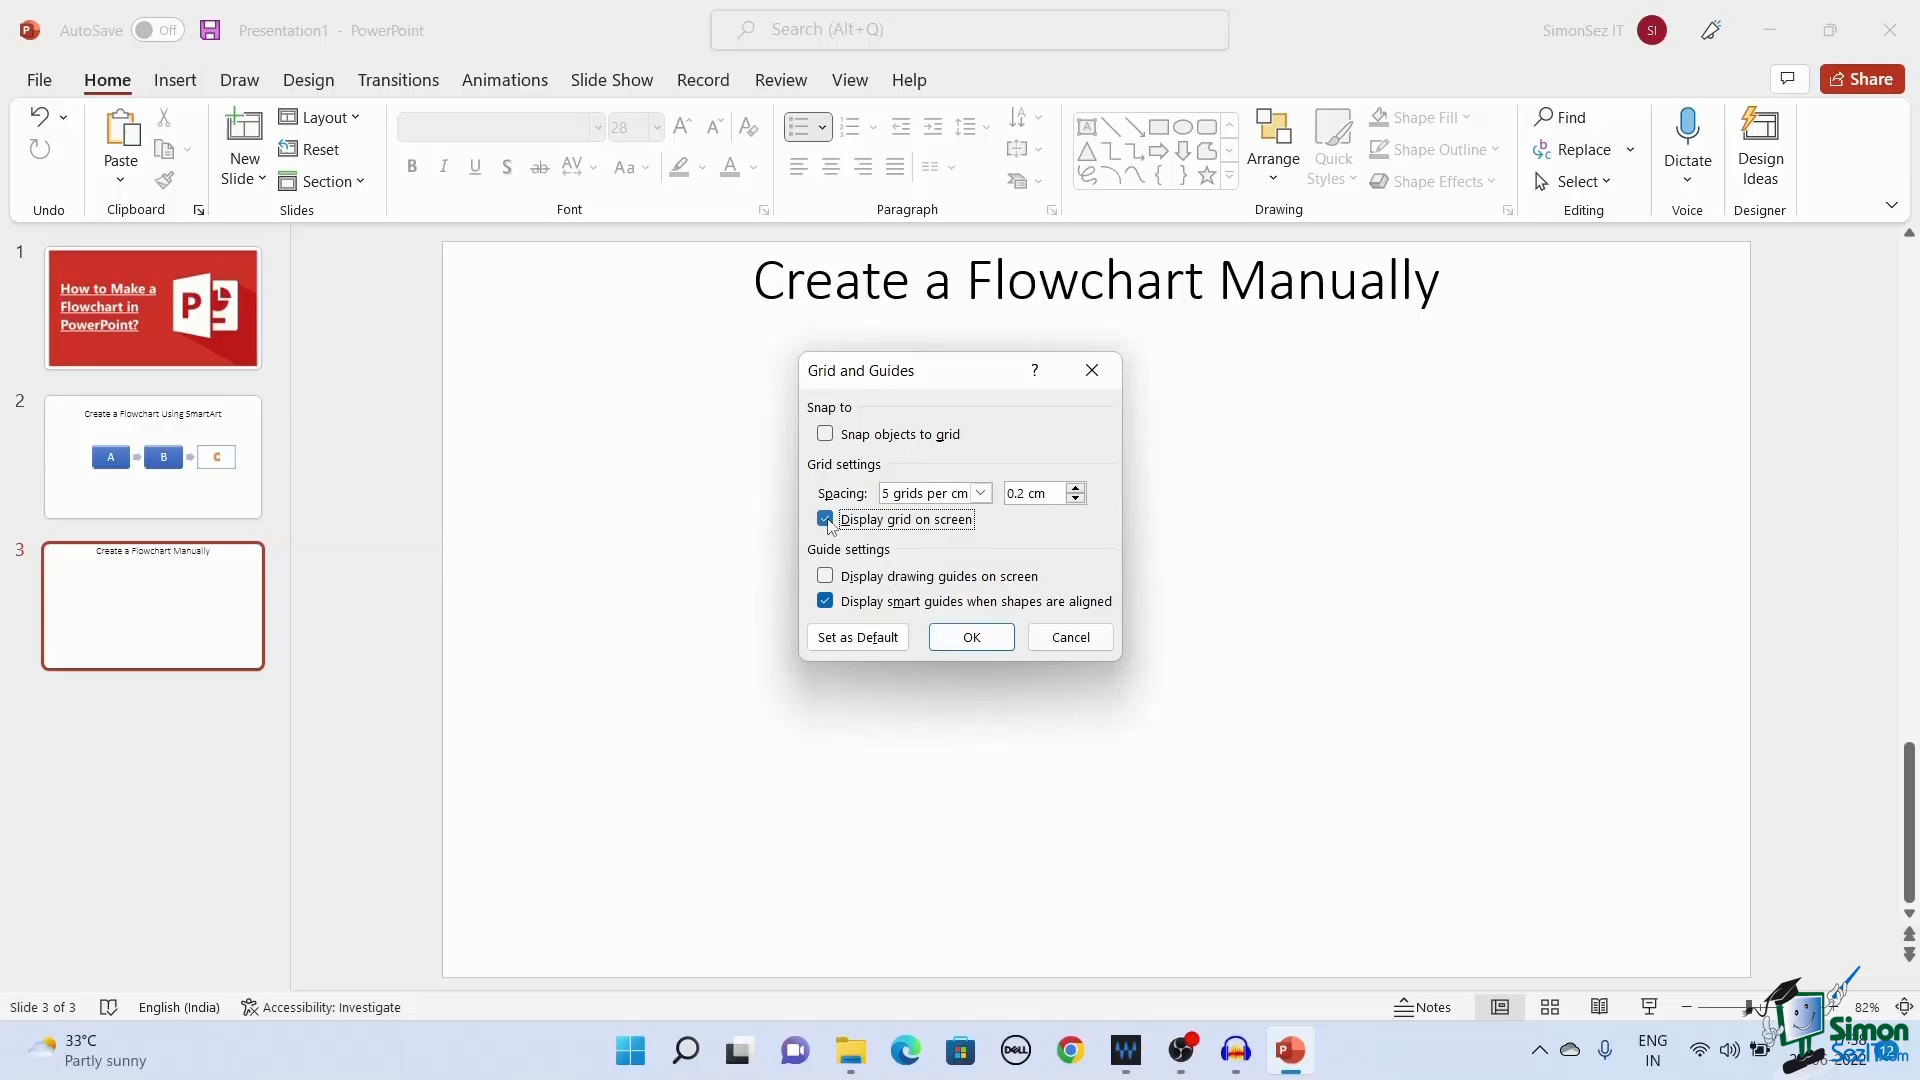 AutoSave Off Presentation1 - PowerPoint Search (Alt+Q) SimonSez IT SI
File Home Insert Draw Design Transitions Animations Slide Show Record Review View Help Share
Paste
New Slide
Layout
Reset
Section
28
Arrange
Quick Styles
Shape Fill
Shape Outline
Shape Effects
Find
Replace
Select
Dictate
Design Ideas
Undo Clipboard Slides Font Paragraph Drawing Editing Voice Designer
1
How to Make a
Flowchart in
PowerPoint?
2
Create a Flowchart Using SmartArt
A B C
3
Create a Flowchart Manually
Create a Flowchart Manually
Grid and Guides ?
Snap to
Snap objects to grid
Grid settings
Spacing: 5 grids per cm 0.2 cm
Display grid on screen
Guide settings
Display drawing guides on screen
Display smart guides when shapes are aligned
Set as Default OK Cancel
Slide 3 of 3 English (India) Accessibility: Investigate Notes 82%
33°C
Partly sunny
DELL
ENG
IN
12
Simon